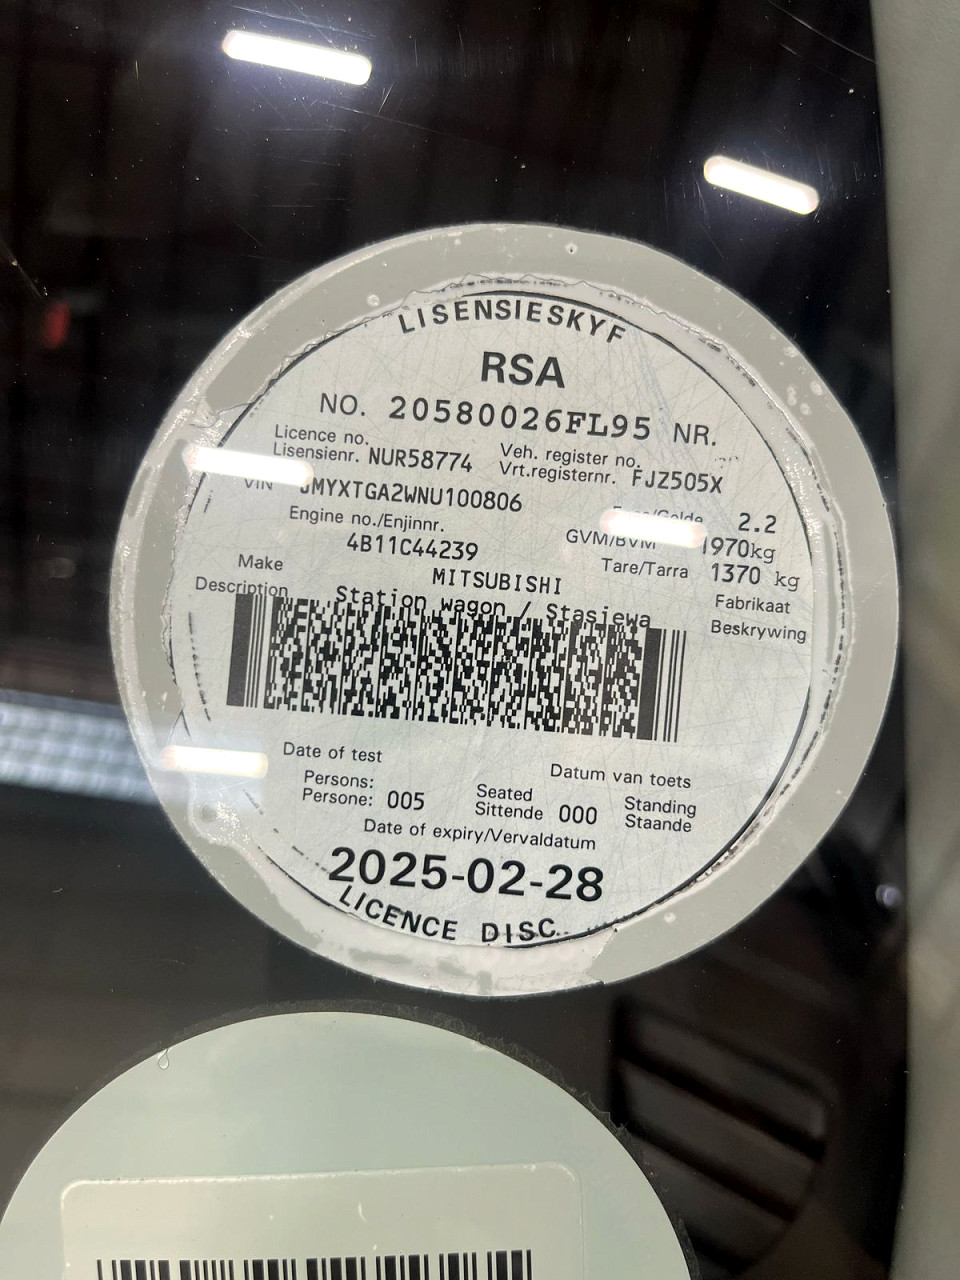 LISENSIEKYF
RSA
NO. 20580026FL95 NR.
Licence no.
Lisensienr. NUR58774
Veh. register no.
Vrt.registernr. FJZ505X
VIN JMYXTGA2WNU100806
Fees/Gelde 2.2
Engine no./Enjinnr.
4B11C44239
GVM/BVM 1970kg
Tare/Tarra 1370 kg
Make MITSUBISHI Fabrikaat
Description Station wagon / Stasiewa Beskrywing
Date of test Datum van toets
Persons:
Persone: 005
Seated
Sittende 000
Standing
Staande
Date of expiry/Vervaldatum
2025-02-28
LICENCE DISC